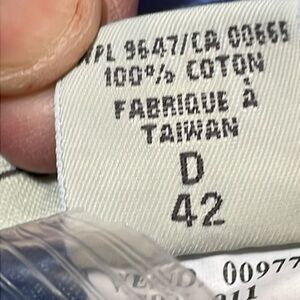 WPL 9647/CA 00665
100% COTON
FABRIQUE À
TAIWAN
D
42
00977